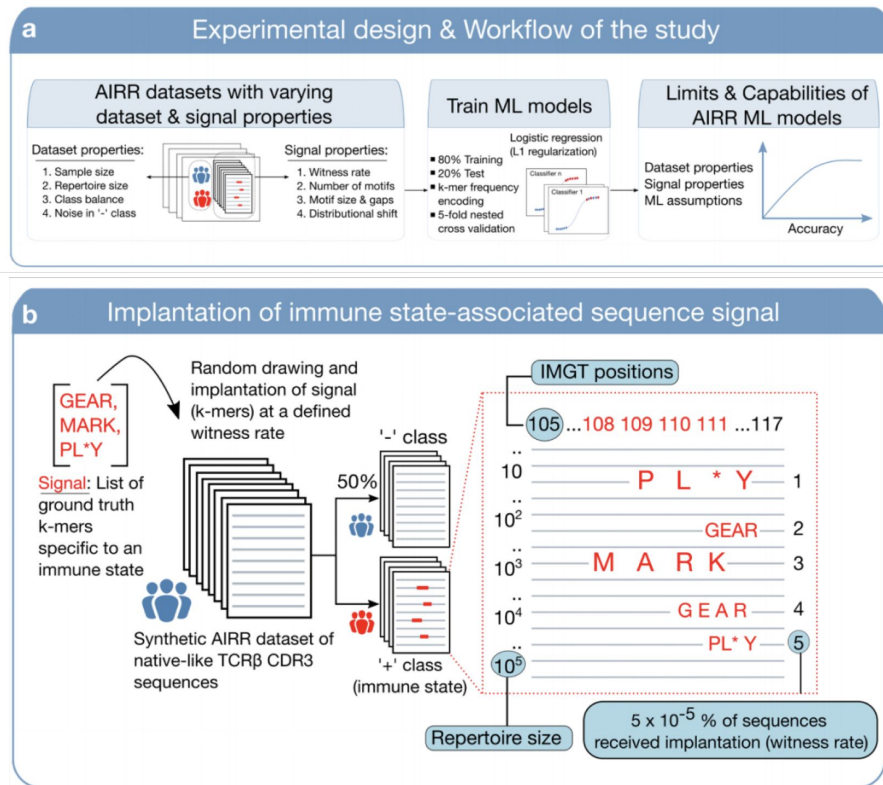 a
Experimental design & Workflow of the study
AIRR datasets with varying
dataset & signal properties
Dataset properties:
1. Sample size
2. Repertoire size
3. Class balance
4. Noise in '-' class
Signal properties:
1. Witness rate
2. Number of motifs
3. Motif size & gaps
4. Distributional shift
Train ML models
Logistic regression
(L1 regularization)
80% Training
20% Test
k-mer frequency
encoding
5-fold nested
cross validation
Classifier n
Classifier 1
Limits & Capabilities of
AIRR ML models
Dataset properties
Signal properties
ML assumptions
Accuracy
b
Implantation of immune state-associated sequence signal
GEAR,
MARK,
PL*Y
Signal: List of
ground truth
k-mers
specific to an
immune state
Random drawing and
implantation of signal
(k-mers) at a defined
witness rate
Synthetic AIRR dataset of
native-like TCRβ CDR3
sequences
50%
'-' class
'+' class
(immune state)
IMGT positions
105 ...108 109 110 111 ...117
..
10 P L * Y 1
..
10² GEAR 2
..
10³ M A R K 3
..
10⁴ G E A R 4
.. PL* Y 5
10⁵
Repertoire size
5 x 10⁻⁵ % of sequences
received implantation (witness rate)